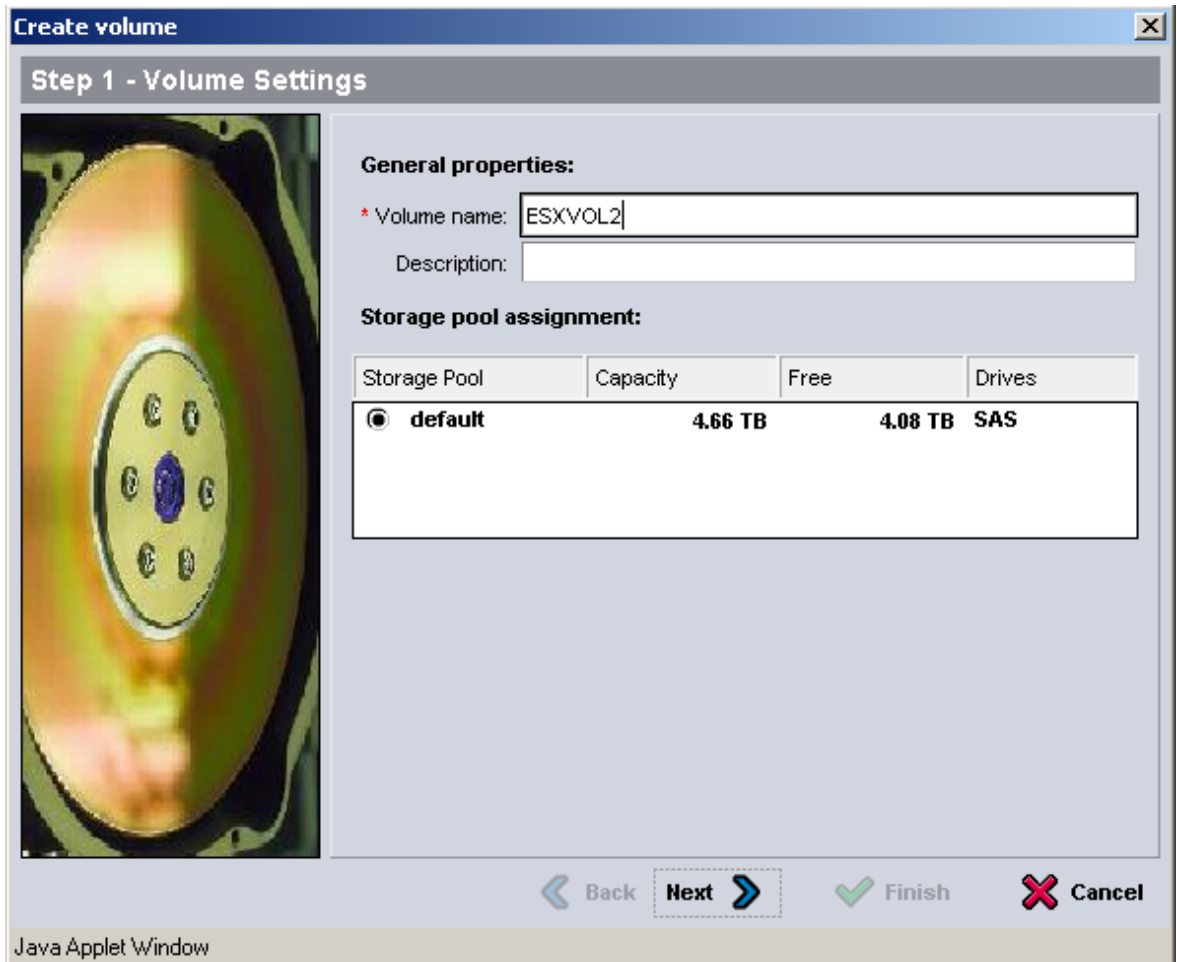 Create volume
Step 1 - Volume Settings
General properties:
* Volume name: ESXVOL2
Description:
Storage pool assignment:
Storage Pool Capacity Free Drives
default 4.66 TB 4.08 TB SAS
Back Next Finish Cancel
Java Applet Window